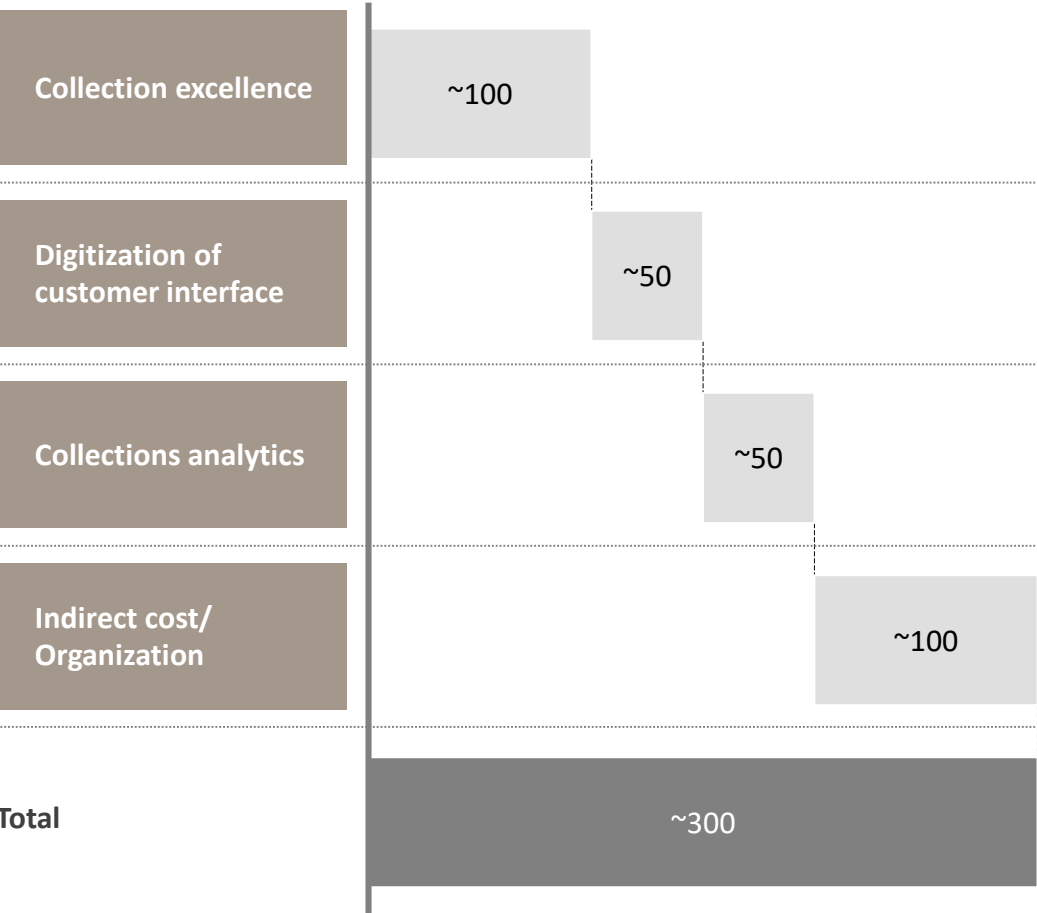 Collection excellence
~100
Digitization of
customer interface
~50
Collections analytics
~50
Indirect cost/
Organization
~100
Total
~300